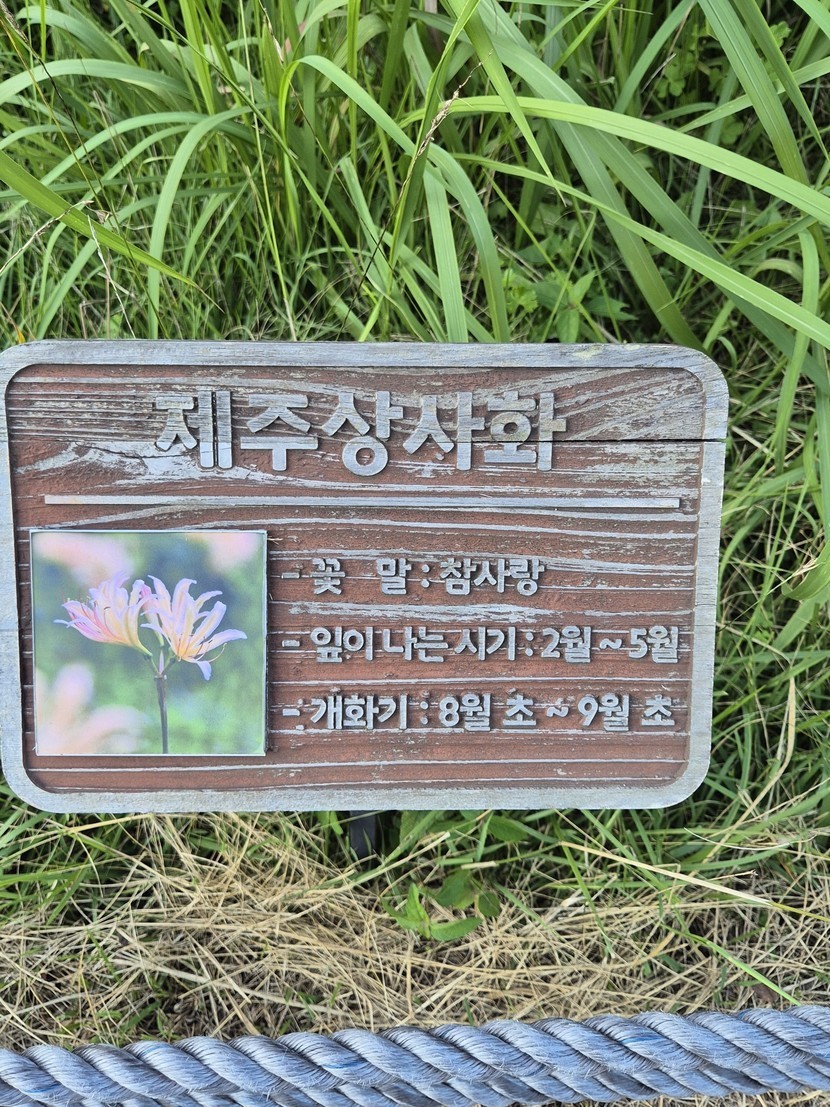 제주상사화
- 꽃 말 : 참사랑
- 잎이 나는 시기 : 2월 ~ 5월
- 개화기 : 8월 초 ~ 9월 초